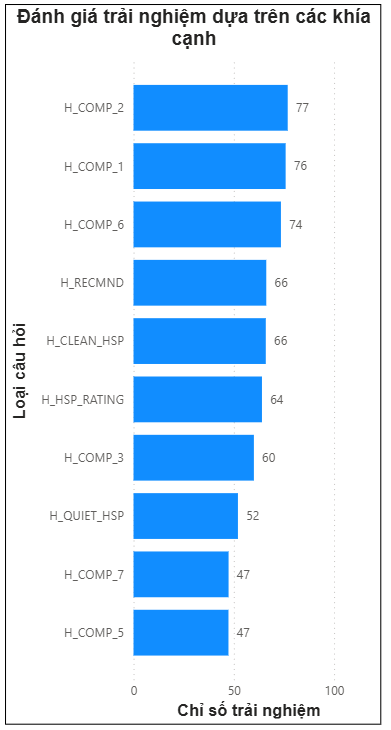 Đánh giá trải nghiệm dựa trên các khía
cạnh
H_COMP_2 77
H_COMP_1 76
H_COMP_6 74
H_RECMND 66
H_CLEAN_HSP 66
H_HSP_RATING 64
H_COMP_3 60
H_QUIET_HSP 52
H_COMP_7 47
H_COMP_5 47
Loại câu hỏi
0 50 100
Chỉ số trải nghiệm